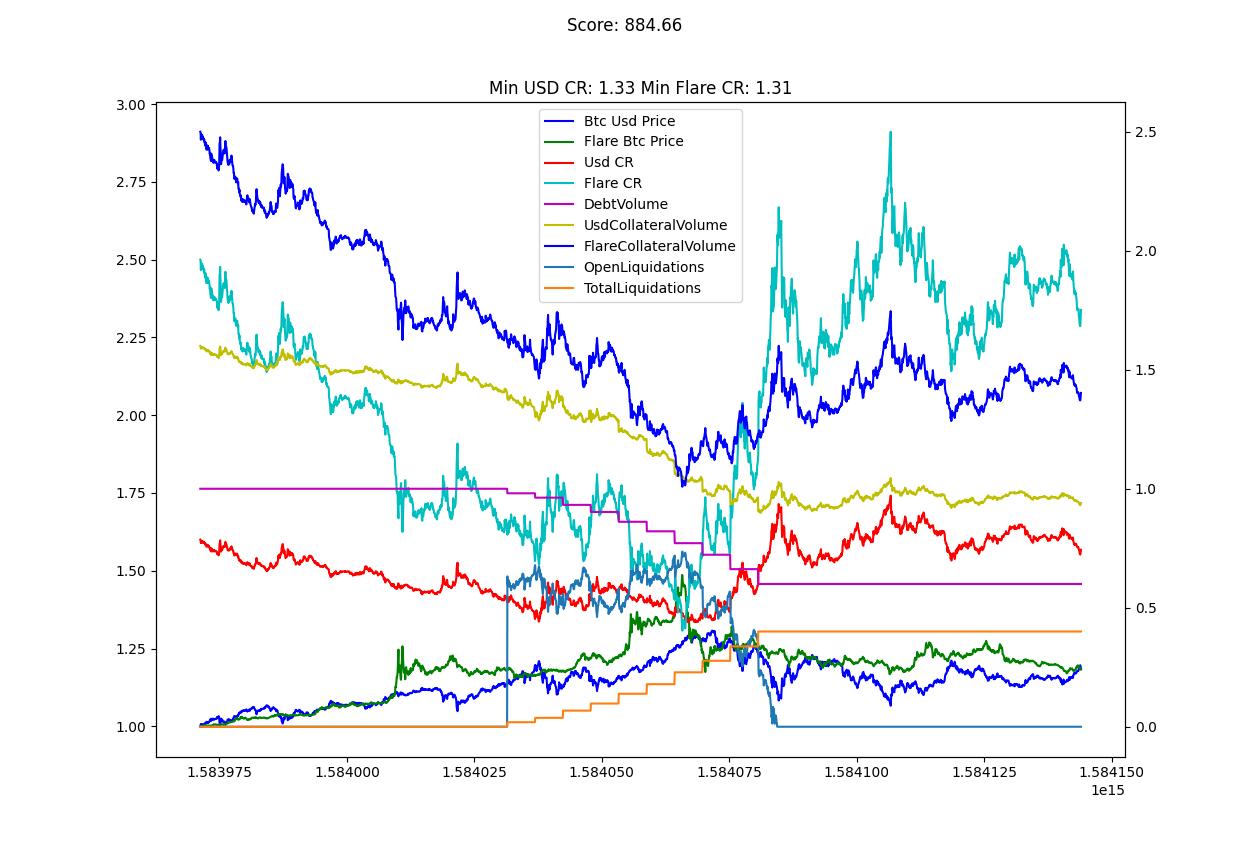 Score: 884.66
Min USD CR: 1.33 Min Flare CR: 1.31
Btc Usd Price
Flare Btc Price
Usd CR
Flare CR
DebtVolume
UsdCollateralVolume
FlareCollateralVolume
OpenLiquidations
TotalLiquidations
3.00
2.75
2.50
2.25
2.00
1.75
1.50
1.25
1.00
2.5
2.0
1.5
1.0
0.5
0.0
1.583975 1.584000 1.584025 1.584050 1.584075 1.584100 1.584125 1.584150
1e15